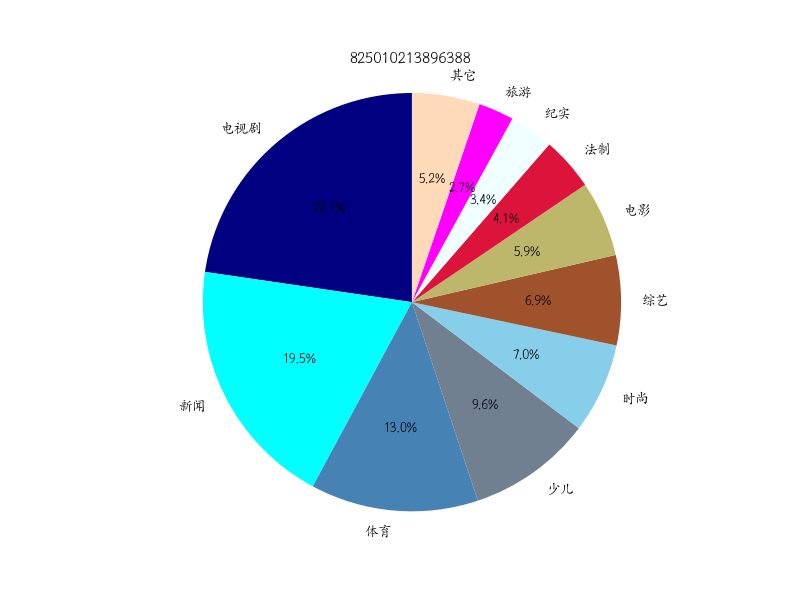 825010213896388
其它
旅游
纪实
法制
电影
综艺
时尚
少儿
体育
新闻
电视剧
5.2%
2.7%
3.4%
4.1%
5.9%
6.9%
7.0%
9.6%
13.0%
19.5%
22.7%